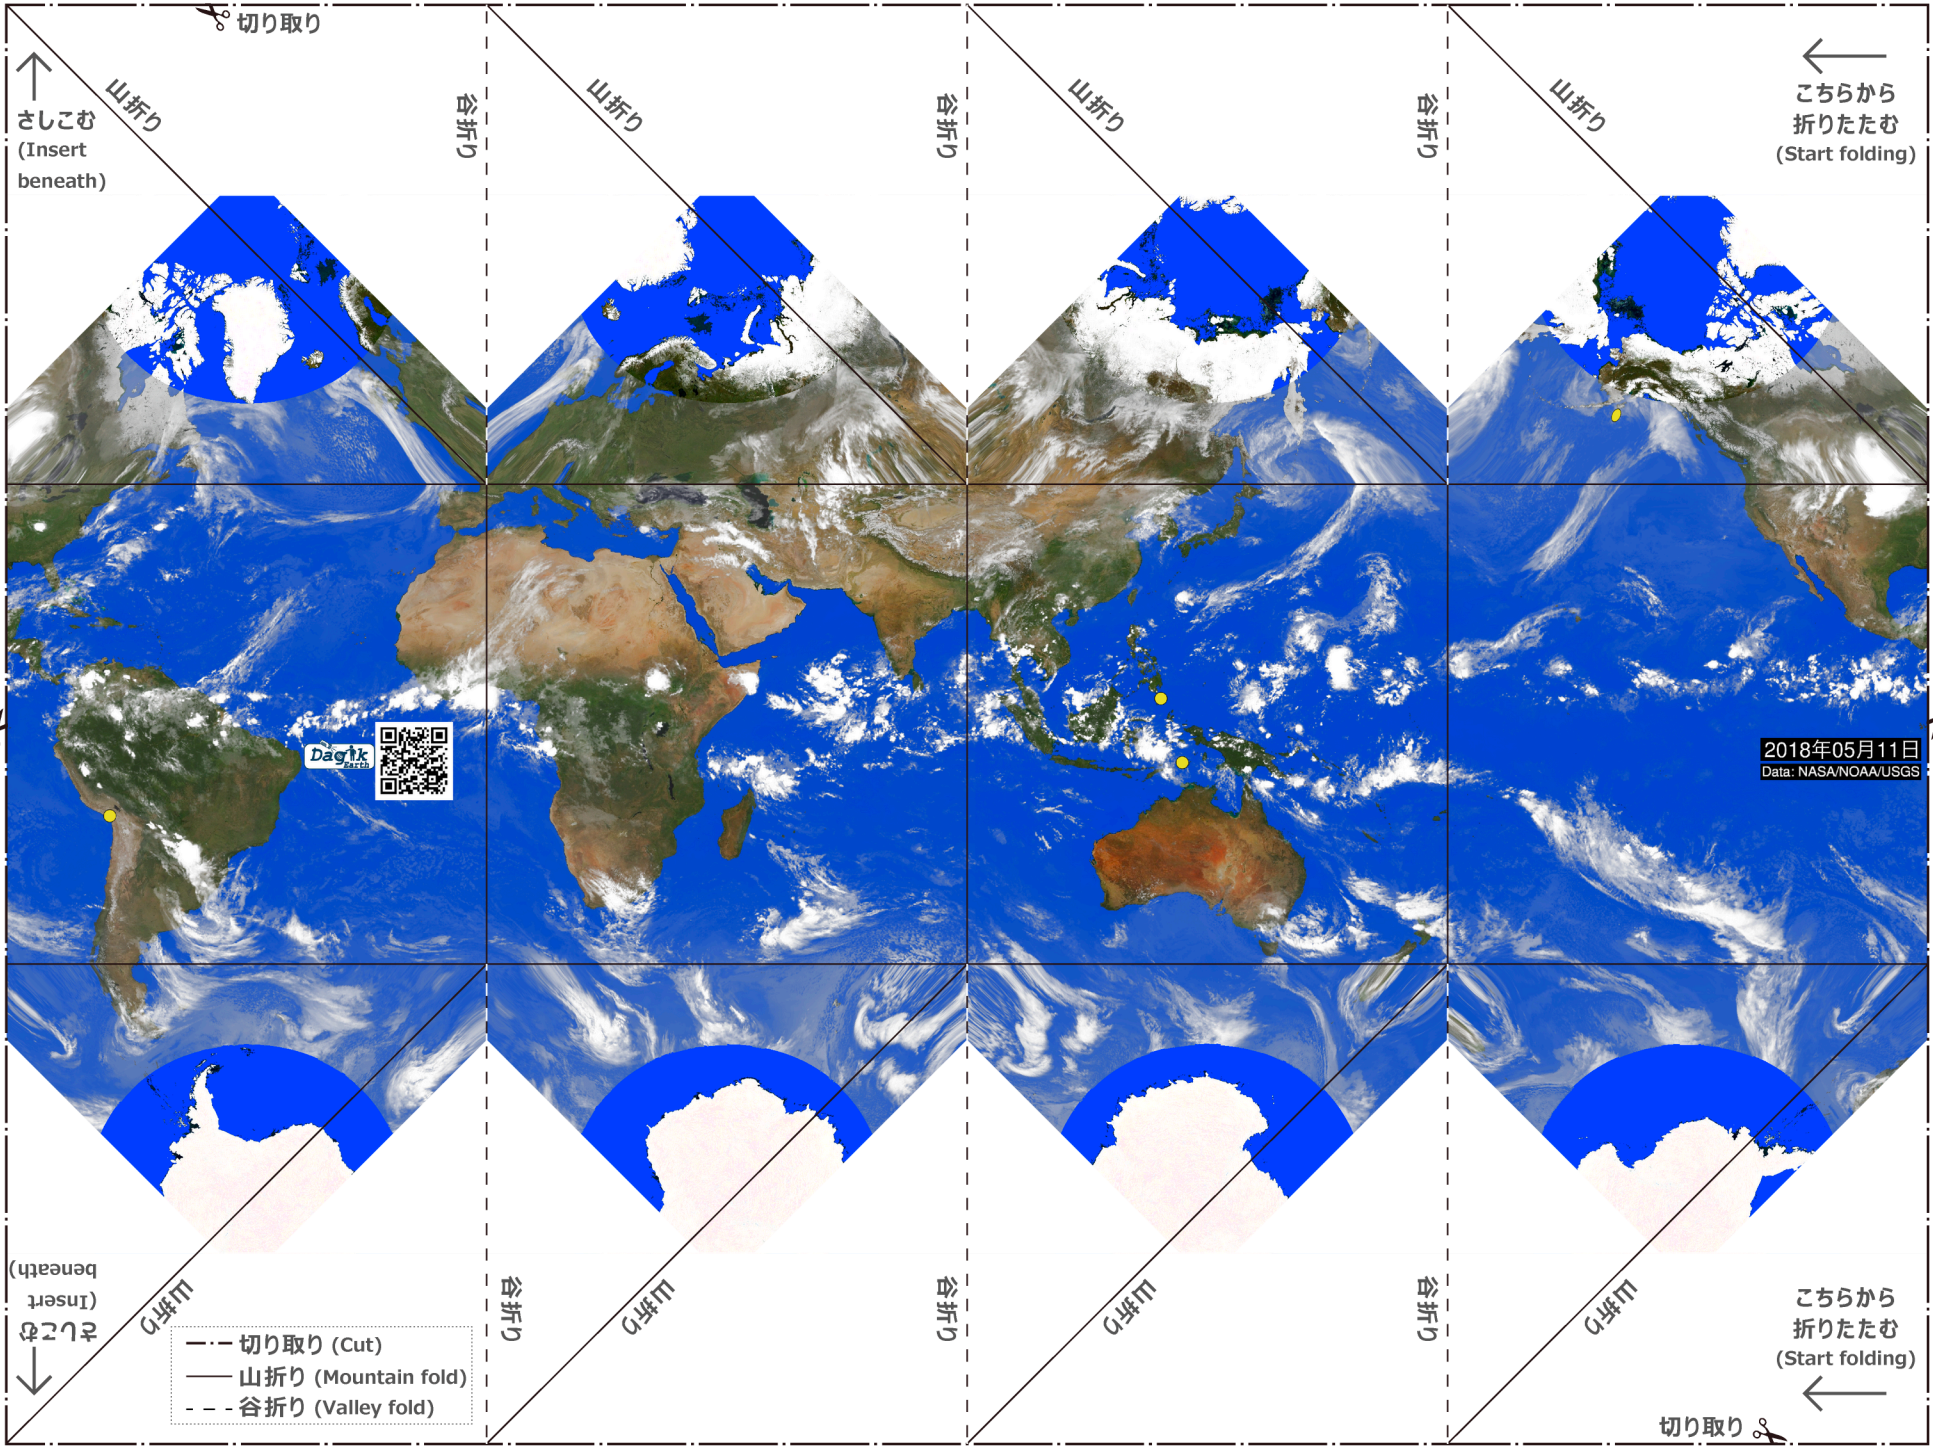 切り取り
さしこむ
(Insert
beneath)
山折り
谷折り
山折り
谷折り
山折り
谷折り
山折り
こちらから
折りたたむ
(Start folding)
Dagik
Earth
2018年05月11日
Data: NASA/NOAA/USGS
さしこむ
(Insert
beneath)
山折り
谷折り
山折り
谷折り
山折り
谷折り
山折り
こちらから
折りたたむ
(Start folding)
切り取り (Cut)
山折り (Mountain fold)
谷折り (Valley fold)
切り取り